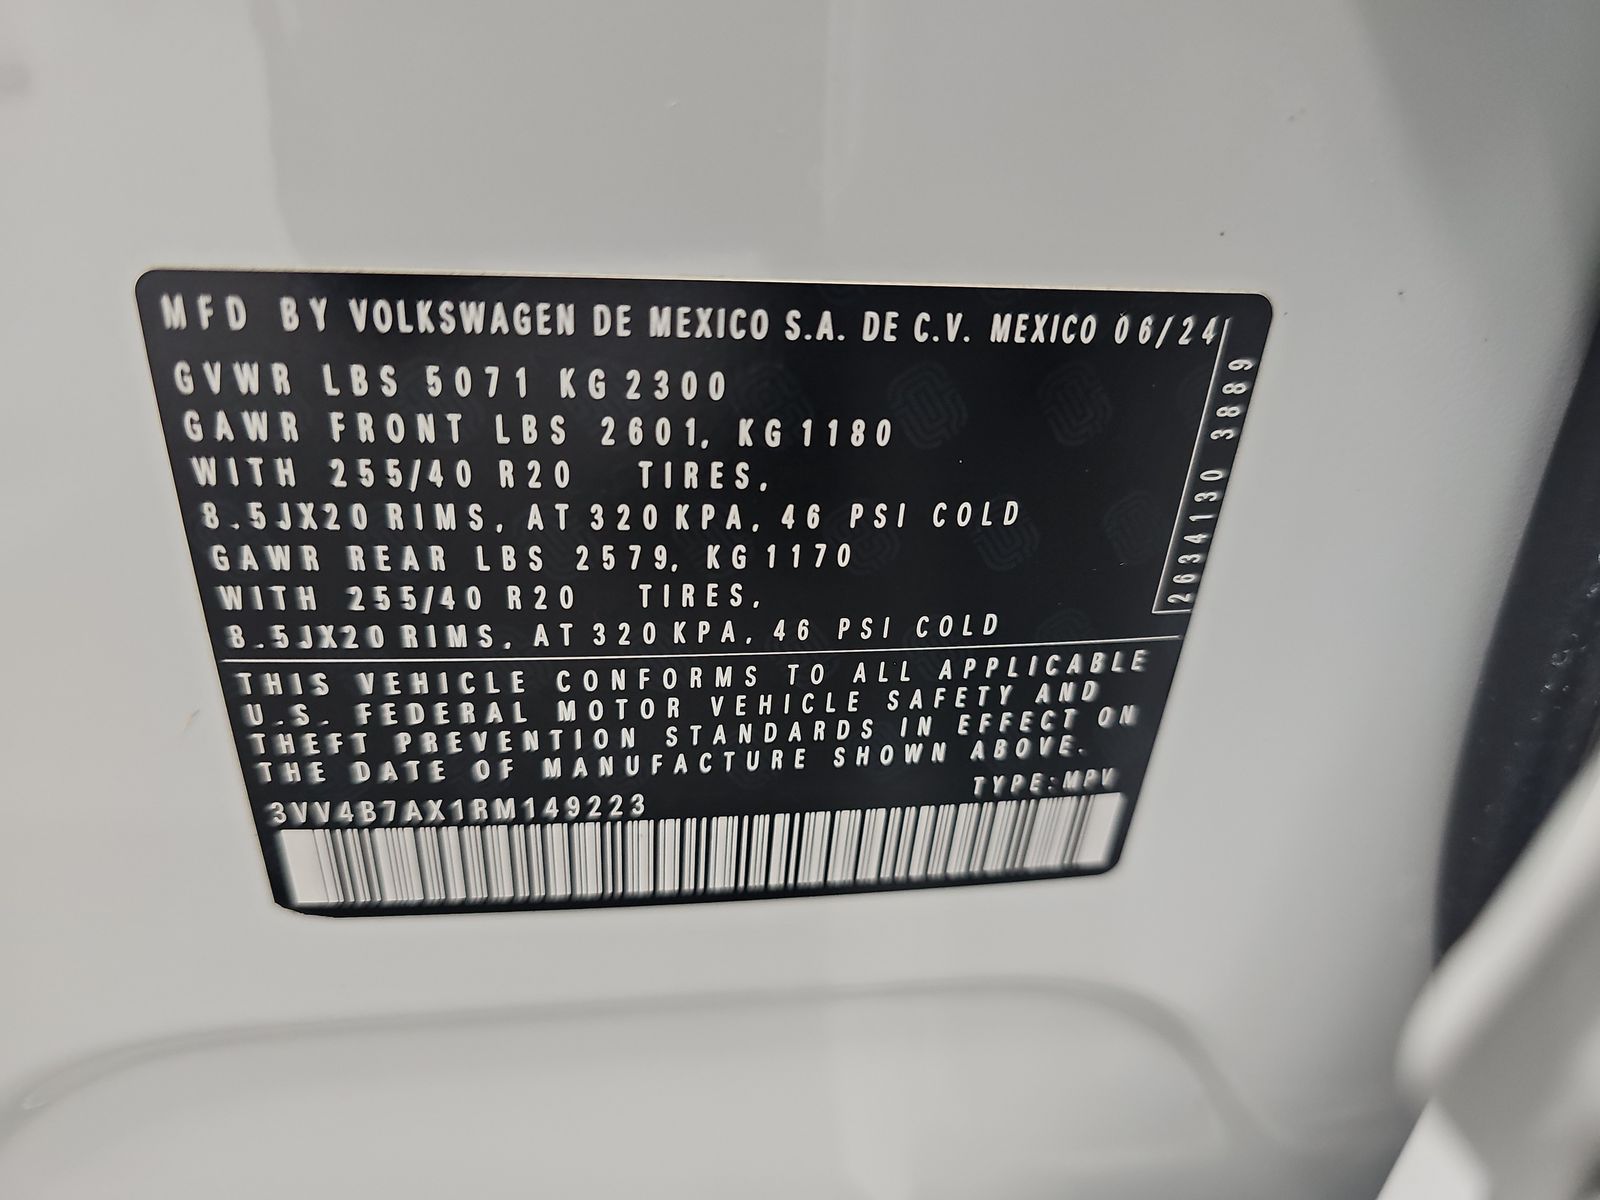 MFD BY VOLKSWAGEN DE MEXICO S.A. DE C.V. MEXICO 06/24
GVWR LBS 5071 KG 2300
GAWR FRONT LBS 2601, KG 1180
WITH 255/40 R20 TIRES,
8.5JX20 RIMS, AT 320 KPA, 46 PSI COLD
GAWR REAR LBS 2579, KG 1170
WITH 255/40 R20 TIRES,
8.5JX20 RIMS, AT 320 KPA, 46 PSI COLD
2634130 3889
THIS VEHICLE CONFORMS TO ALL APPLICABLE
U.S. FEDERAL MOTOR VEHICLE SAFETY AND
THEFT PREVENTION STANDARDS IN EFFECT ON
THE DATE OF MANUFACTURE SHOWN ABOVE.
3VV4B7AX1RM149223 TYPE: MPV